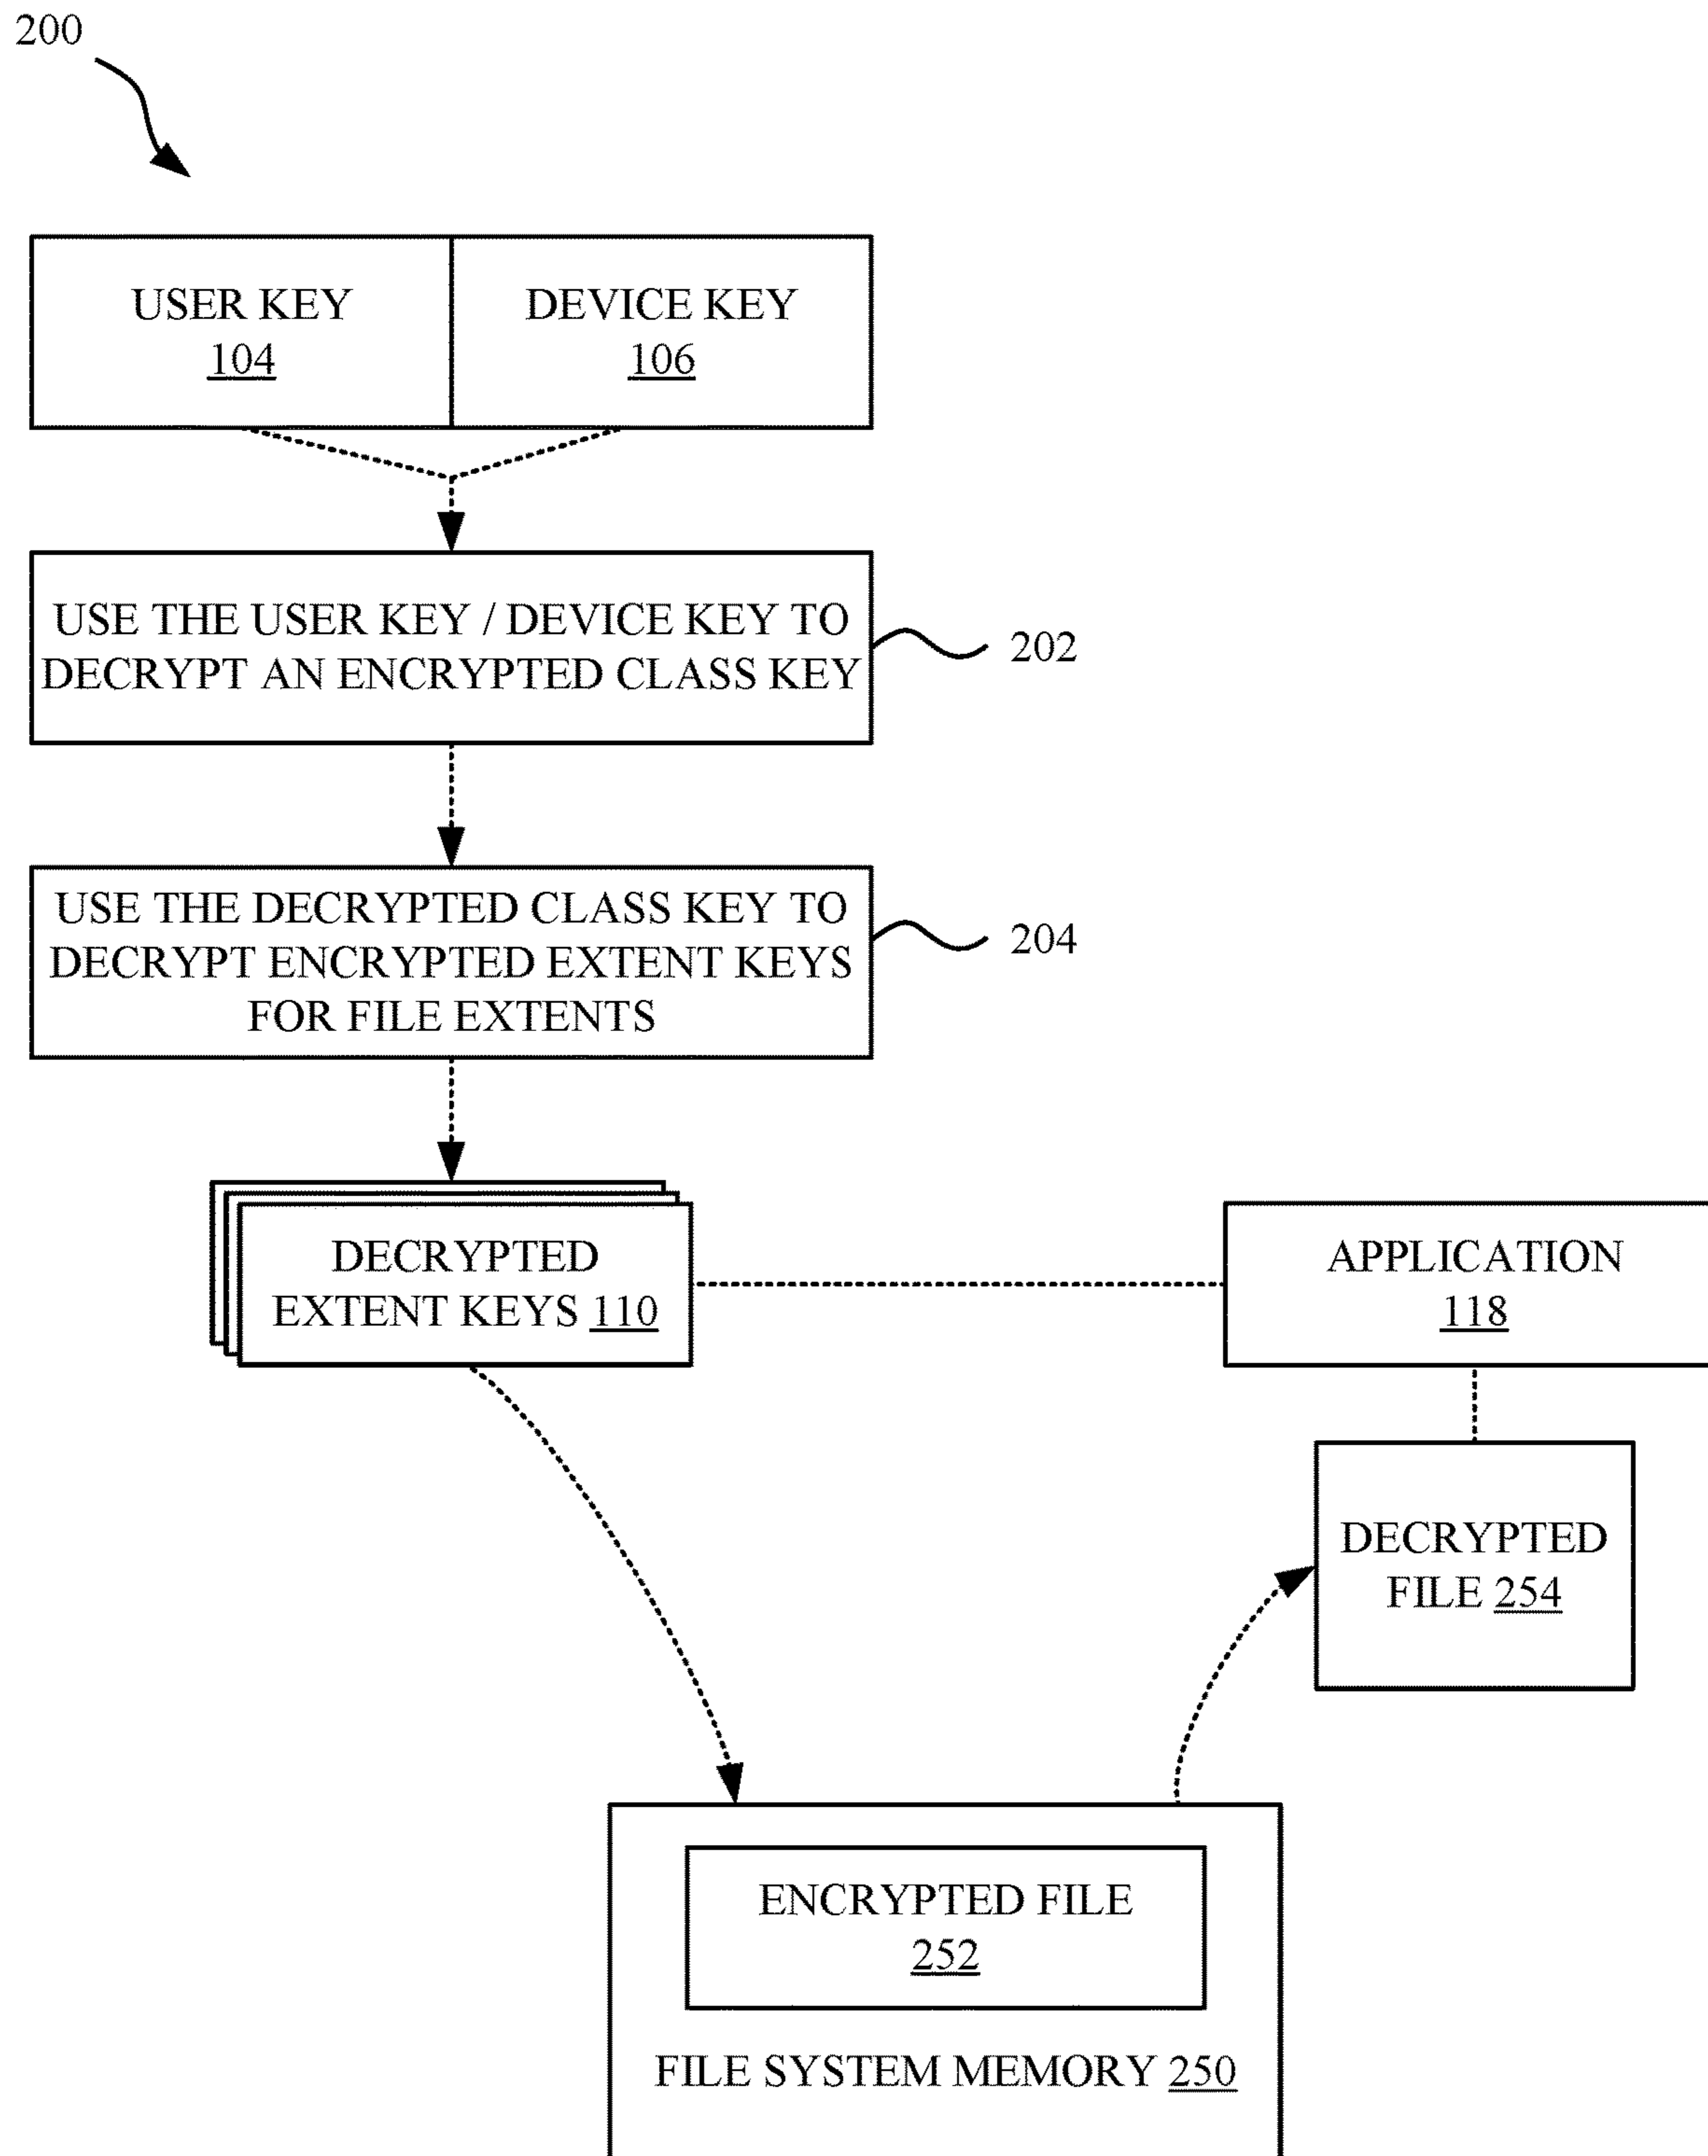 200
USER KEY
104
DEVICE KEY
106
USE THE USER KEY / DEVICE KEY TO
DECRYPT AN ENCRYPTED CLASS KEY
202
USE THE DECRYPTED CLASS KEY TO
DECRYPT ENCRYPTED EXTENT KEYS
FOR FILE EXTENTS
204
DECRYPTED
EXTENT KEYS 110
APPLICATION
118
DECRYPTED
FILE 254
ENCRYPTED FILE
252
FILE SYSTEM MEMORY 250